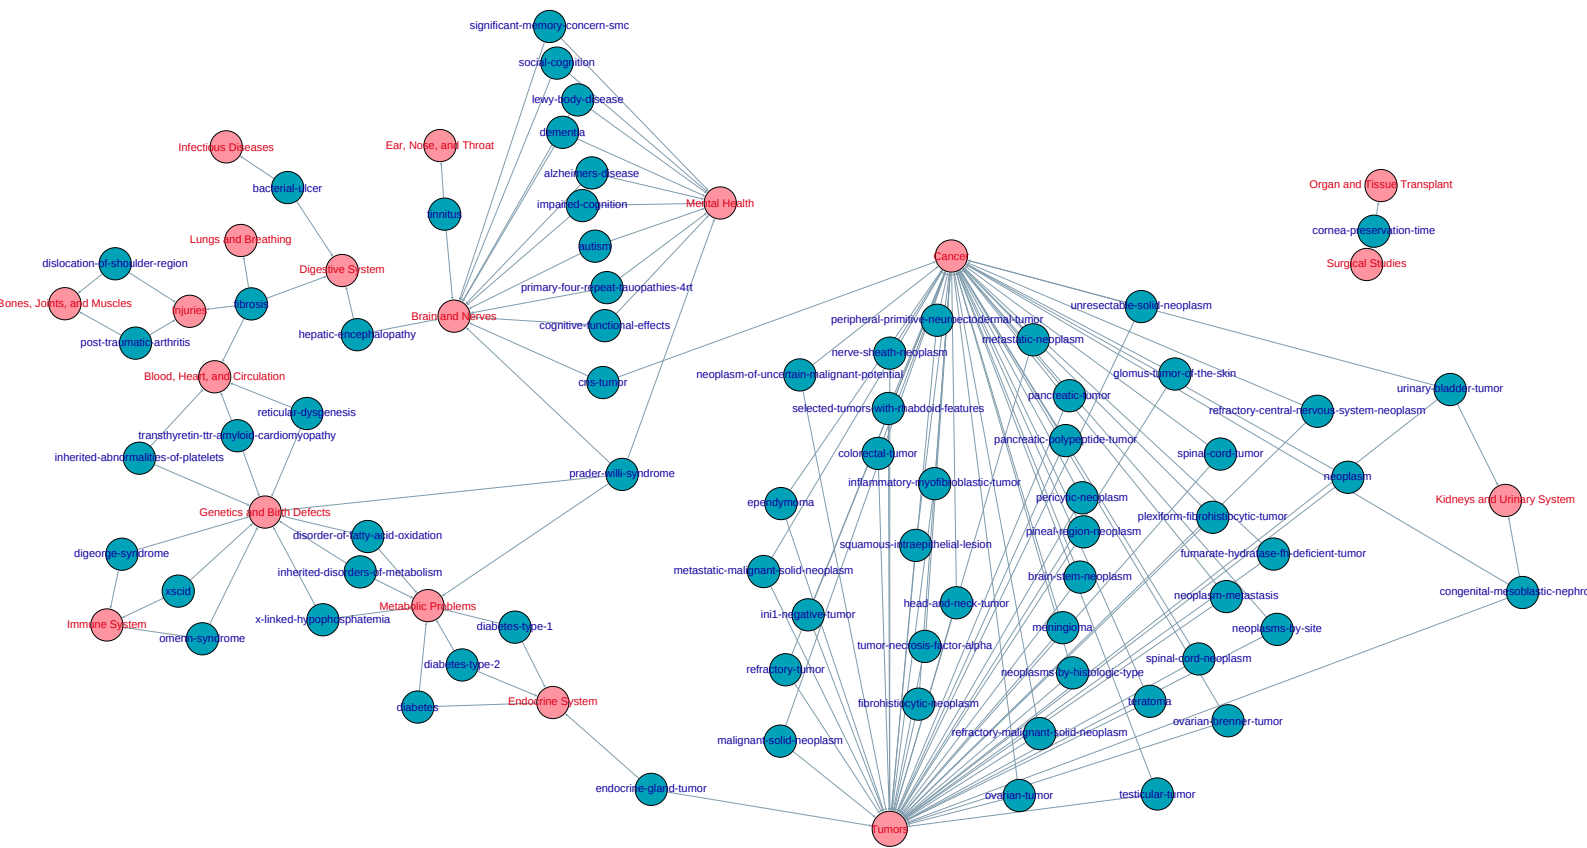 significant-memory-concern-smc
social-cognition
lewy-body-disease
dementia
Infectious Diseases
Ear, Nose, and Throat
alzheimers-disease
bacterial-ulcer
impaired-cognition
Mental Health
Organ and Tissue Transplant
tinnitus
cornea-preservation-time
Lungs and Breathing
autism
dislocation-of-shoulder-region
Digestive System
Cancer
Surgical Studies
primary-four-repeat-tauopathies-4rt
Bones, Joints, and Muscles
Injuries
fibrosis
Brain and Nerves
cognitive-functional-effects
peripheral-primitive-neuroectodermal-tumor
unresectable-solid-neoplasm
post-traumatic-arthritis
hepatic-encephalopathy
nerve-sheath-neoplasm
metastatic-neoplasm
Blood, Heart, and Circulation
cns-tumor
neoplasm-of-uncertain-malignant-potential
glomus-tumor-of-the-skin
urinary-bladder-tumor
pancreatic-tumor
reticular-dysgenesis
selected-tumors-with-rhabdoid-features
refractory-central-nervous-system-neoplasm
transthyretin-ttr-amyloid-cardiomyopathy
pancreatic-polypeptide-tumor
inherited-abnormalities-of-platelets
colorectal-tumor
spinal-cord-tumor
prader-willi-syndrome
inflammatory-myofibroblastic-tumor
neoplasm
ependymoma
pericytic-neoplasm
Kidneys and Urinary System
Genetics and Birth Defects
plexiform-fibrohistiocytic-tumor
disorder-of-fatty-acid-oxidation
pineal-region-neoplasm
digeorge-syndrome
squamous-intraepithelial-lesion
fumarate-hydratase-fh-deficient-tumor
inherited-disorders-of-metabolism
metastatic-malignant-solid-neoplasm
brain-stem-neoplasm
xscid
neoplasm-metastasis
congenital-mesoblastic-nephro
Metabolic Problems
head-and-neck-tumor
ini1-negative-tumor
x-linked-hypophosphatemia
Immune System
diabetes-type-1
meningioma
neoplasms-by-site
omenn-syndrome
tumor-necrosis-factor-alpha
diabetes-type-2
spinal-cord-neoplasm
refractory-tumor
neoplasms-by-histologic-type
Endocrine System
fibrohistiocytic-neoplasm
teratoma
diabetes
ovarian-brenner-tumor
malignant-solid-neoplasm
refractory-malignant-solid-neoplasm
endocrine-gland-tumor
ovarian-tumor
testicular-tumor
Tumors